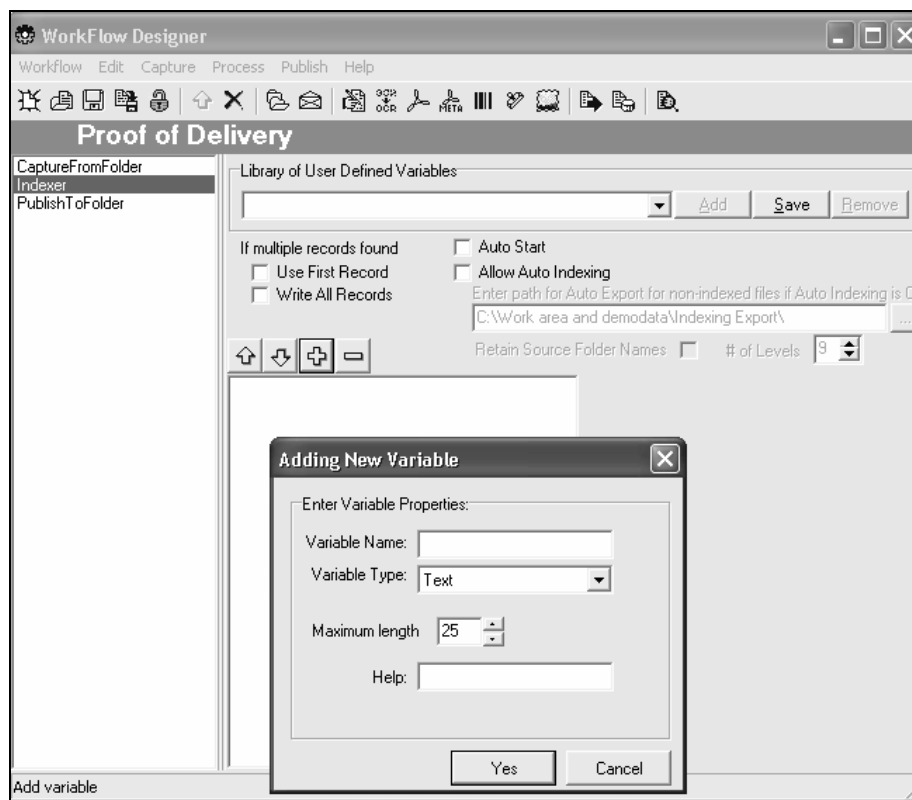 WorkFlow Designer
Workflow Edit Capture Process Publish Help
OCR OCR META
Proof of Delivery
CaptureFromFolder
Indexer
PublishToFolder
Library of User Defined Variables
Add Save Remove
If multiple records found
Use First Record
Write All Records
Auto Start
Allow Auto Indexing
Enter path for Auto Export for non-indexed files if Auto Indexing is
C:\Work area and demodata\Indexing Export\ ...
Retain Source Folder Names # of Levels 9
Adding New Variable
Enter Variable Properties:
Variable Name:
Variable Type: Text
Maximum length 25
Help:
Yes Cancel
Add variable